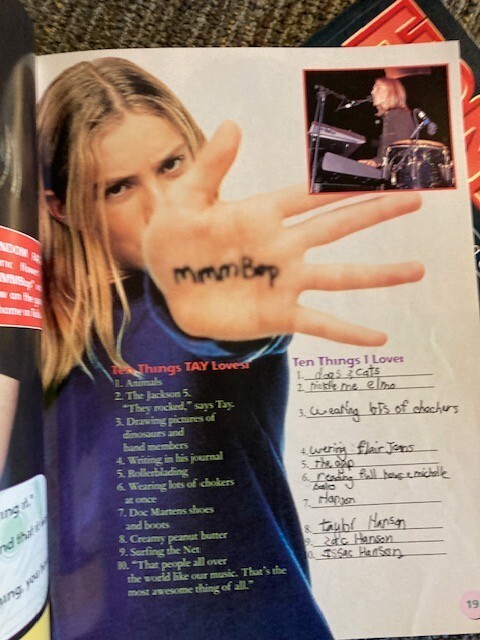 mmmBop
Ten Things TAY Loves!
1. Animals
2. The Jackson 5.
"They rocked," says Tay.
3. Drawing pictures of
dinosaurs and
band members
4. Writing in his journal
5. Rollerblading
6. Wearing lots of chokers
at once
7. Doc Martens shoes
and boots
8. Creamy peanut butter
9. Surfing the Net
10. "That people all over
the world like our music. That's the
most awesome thing of all."
Ten Things I Love!
1. dogs & cats
2. tickle me elmo
3. wearing lots of chockers
4. wering flair Jeans
5. The gap
6. reading Full house & michelle
7. Hanson
8. taylor Hanson
9. zac Hanson
10. Issac Hanson
19